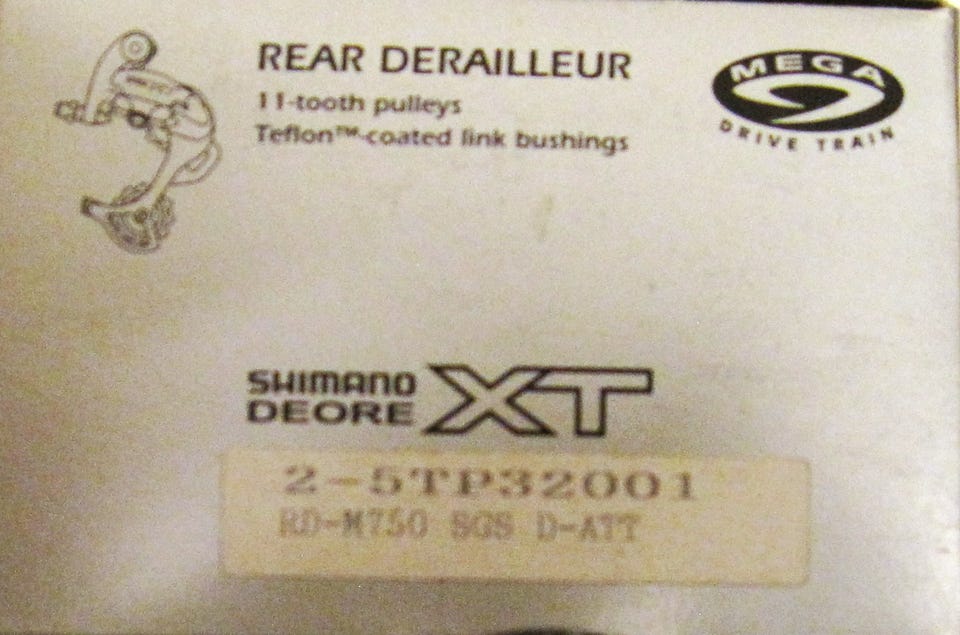 REAR DERAILLEUR
11-tooth pulleys
Teflon™-coated link bushings
MEGA
9
DRIVE TRAIN
SHIMANO
DEORE XT
2-5TP32001
RD-M750 SGS D-ATT